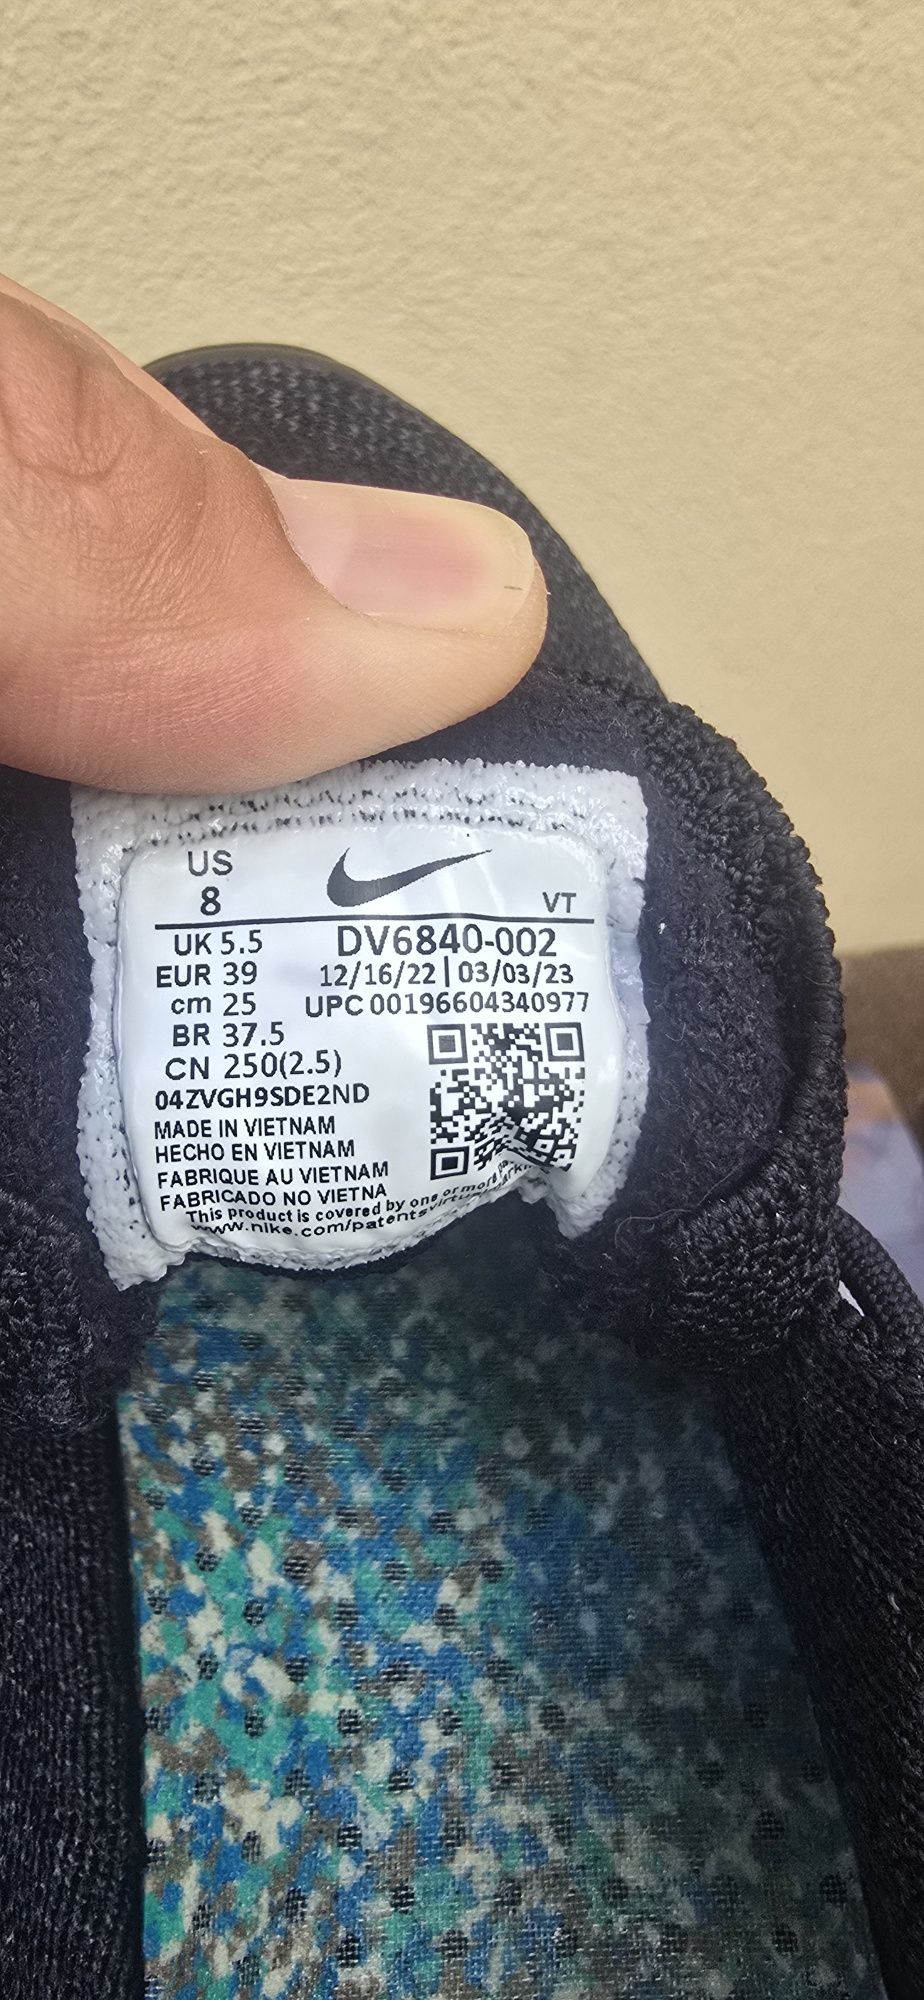 US
8
VT
UK 5.5
DV6840-002
EUR 39
12/16/22 | 03/03/23
cm 25
UPC 00196604340977
BR 37.5
CN 250(2.5)
04ZVGH9SDE2ND
MADE IN VIETNAM
HECHO EN VIETNAM
FABRIQUE AU VIETNAM
FABRICADO NO VIETNA
This product is covered by one or more
www.nike.com/patents